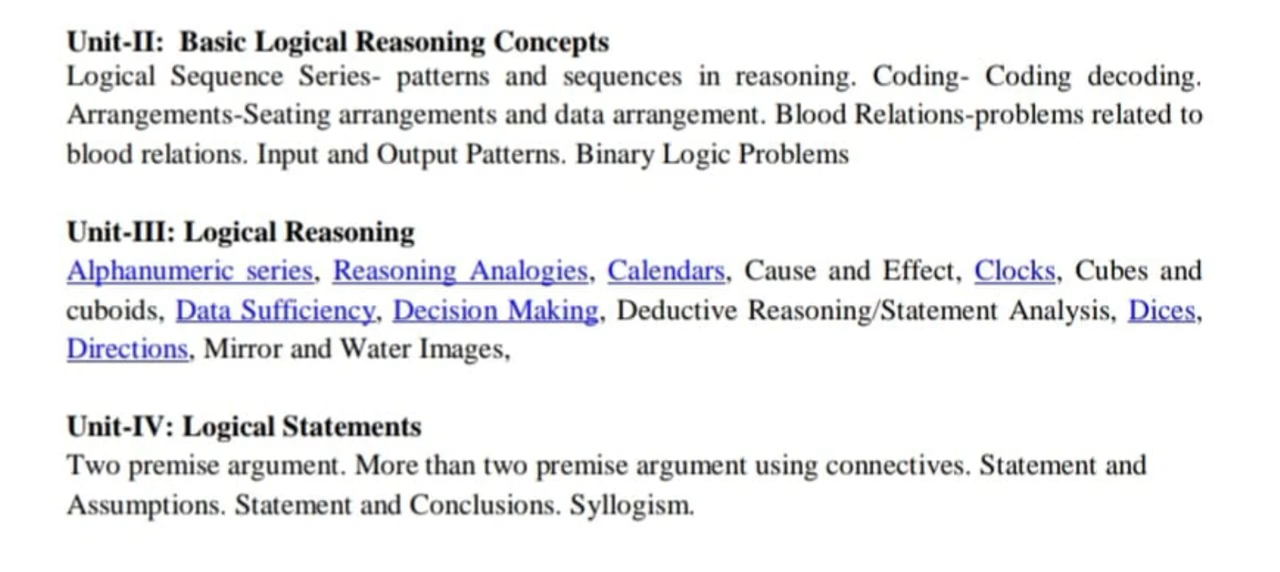 Unit-II: Basic Logical Reasoning Concepts
Logical Sequence Series- patterns and sequences in reasoning. Coding- Coding decoding.
Arrangements-Seating arrangements and data arrangement. Blood Relations-problems related to
blood relations. Input and Output Patterns. Binary Logic Problems
Unit-III: Logical Reasoning
Alphanumeric series, Reasoning Analogies, Calendars, Cause and Effect, Clocks, Cubes and
cuboids, Data Sufficiency, Decision Making, Deductive Reasoning/Statement Analysis, Dices,
Directions, Mirror and Water Images,
Unit-IV: Logical Statements
Two premise argument. More than two premise argument using connectives. Statement and
Assumptions. Statement and Conclusions. Syllogism.